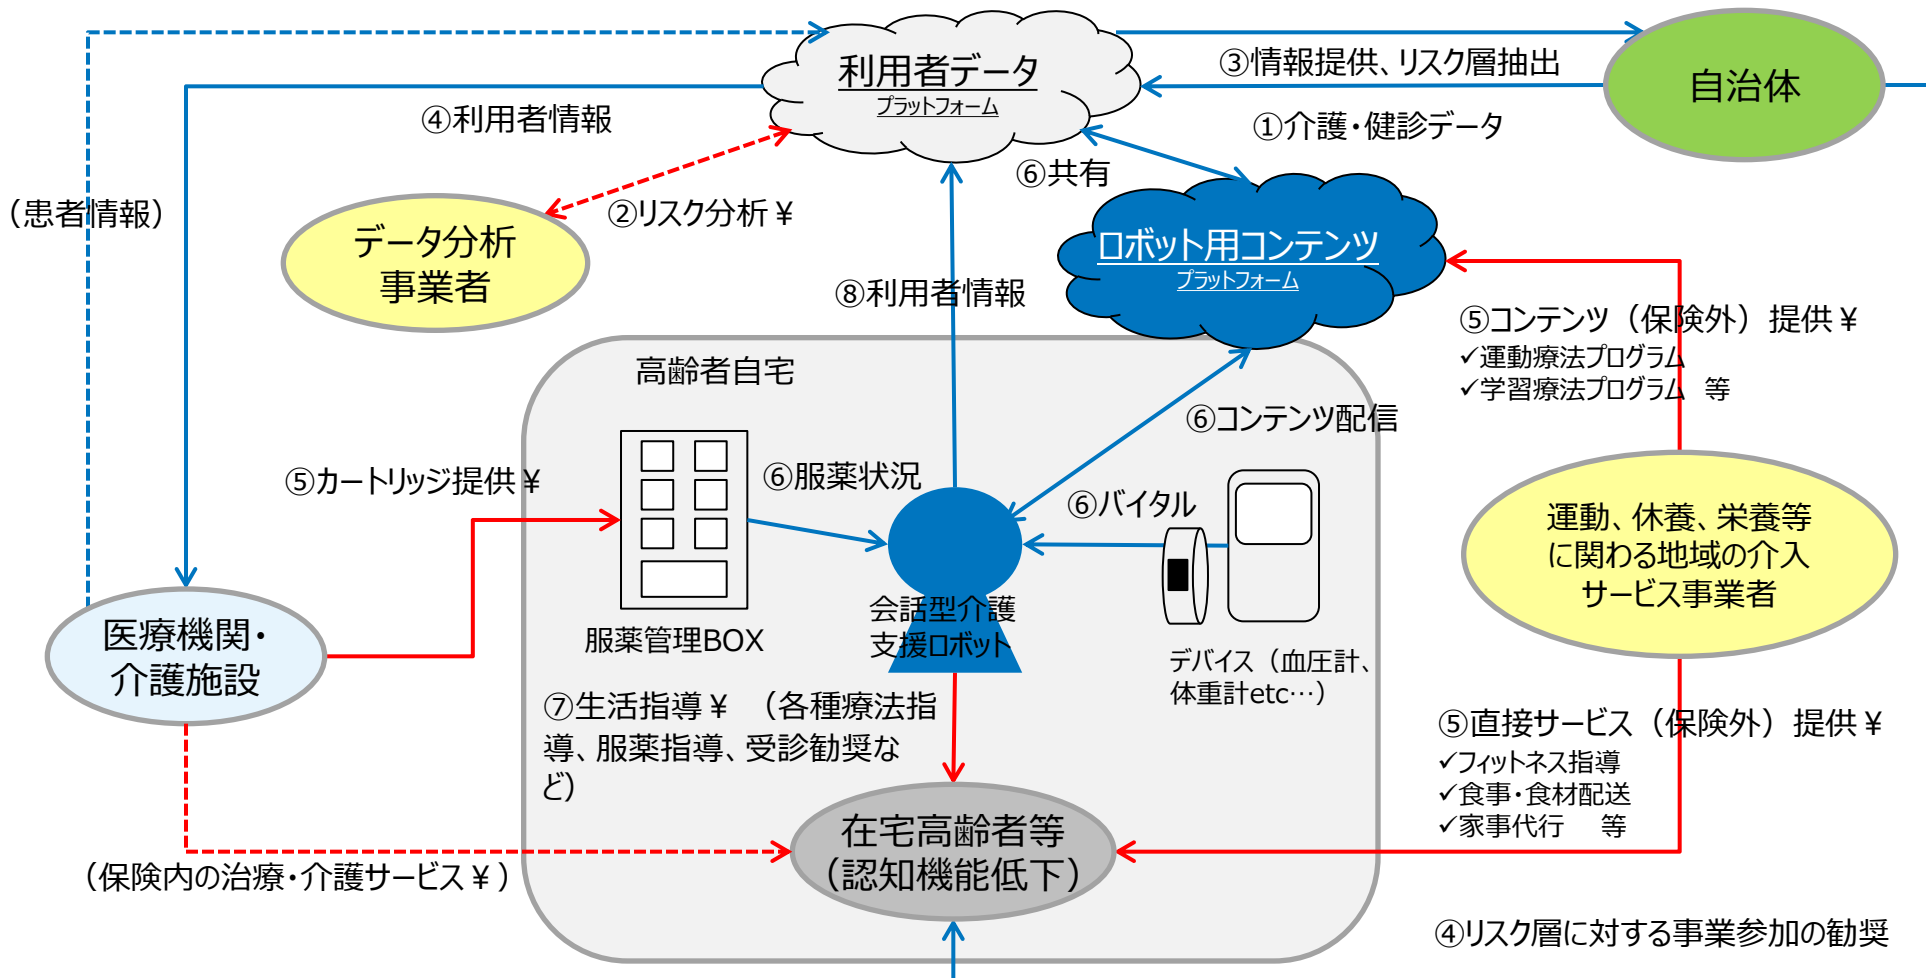 利用者データ
プラットフォーム
③情報提供、リスク層抽出
自治体
④利用者情報
①介護・健診データ
⑥共有
(患者情報)
②リスク分析￥
データ分析
事業者
ロボット用コンテンツ
プラットフォーム
⑧利用者情報
⑤コンテンツ（保険外）提供￥
✓運動療法プログラム
✓学習療法プログラム　等
高齢者自宅
⑥コンテンツ配信
⑤カートリッジ提供￥
⑥服薬状況
⑥バイタル
運動、休養、栄養等
に関わる地域の介入
サービス事業者
会話型介護
支援ロボット
服薬管理BOX
医療機関・
介護施設
デバイス（血圧計、
体重計etc…）
⑦生活指導￥　（各種療法指
導、服薬指導、受診勧奨な
ど）
⑤直接サービス（保険外）提供￥
✓フィットネス指導
✓食事・食材配送
✓家事代行　等
在宅高齢者等
（認知機能低下）
（保険内の治療・介護サービス￥）
④リスク層に対する事業参加の勧奨